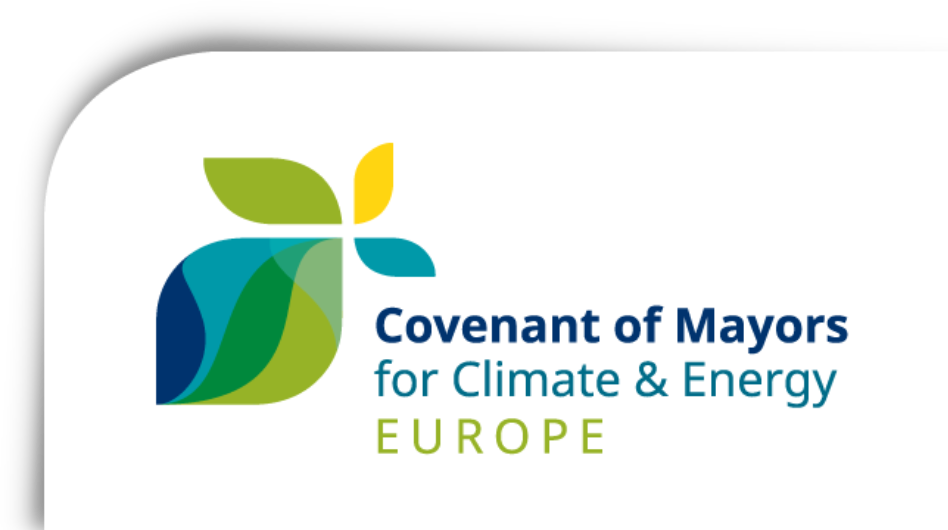 Covenant of Mayors
for Climate & Energy
EUROPE